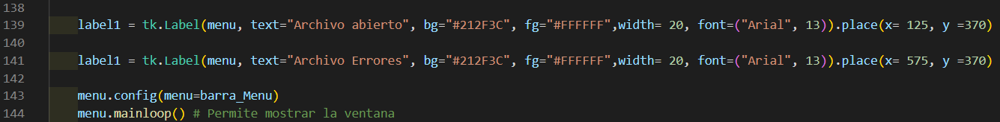 138
139 label1 = tk.Label(menu, text="Archivo abierto", bg="#212F3C", fg="#FFFFFF",width= 20, font=("Arial", 13)).place(x= 125, y =370)
140
141 label1 = tk.Label(menu, text="Archivo Errores", bg="#212F3C", fg="#FFFFFF",width= 20, font=("Arial", 13)).place(x= 575, y =370)
142
143 menu.config(menu=barra_Menu)
144 menu.mainloop() # Permite mostrar la ventana